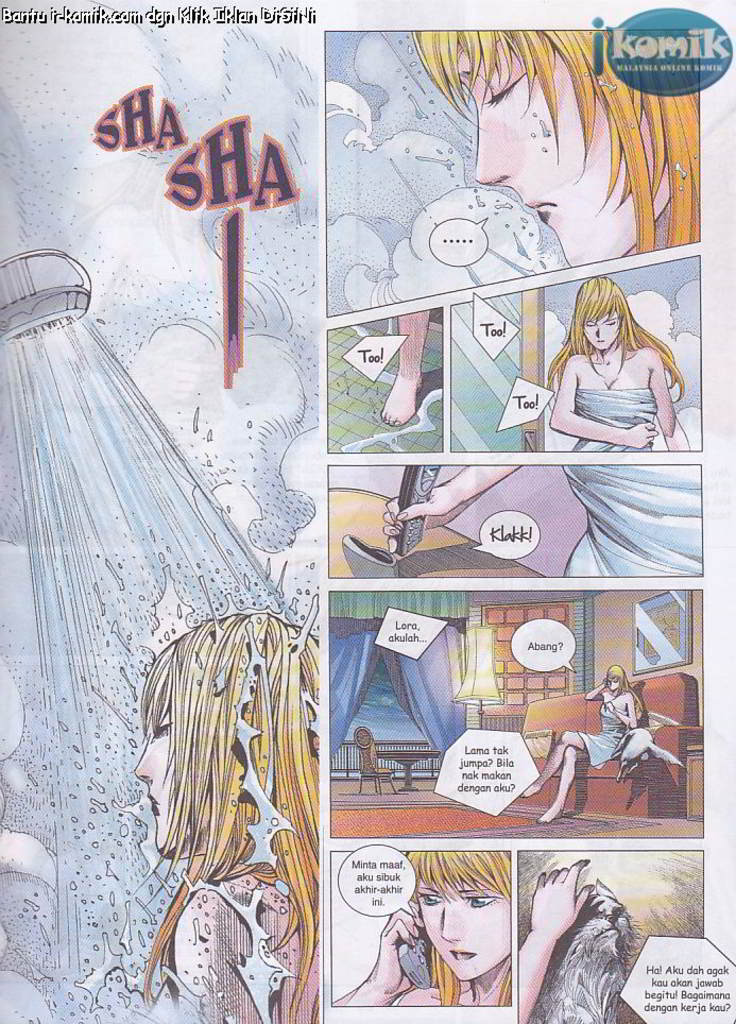 Bantu i-komik.com dgn Klik Iklan DiSiNi
i komik
MALAYSIA ONLINE KOMIK
SHA
SHA
.....
Too!
Too!
Too!
Klakk!
Lora,
akulah...
Abang?
Lama tak
jumpa? Bila
nak makan
dengan aku?
Minta maaf,
aku sibuk
akhir-akhir
ini.
Ha! Aku dah agak
kau akan jawab
begitu! Bagaimana
dengan kerja kau?